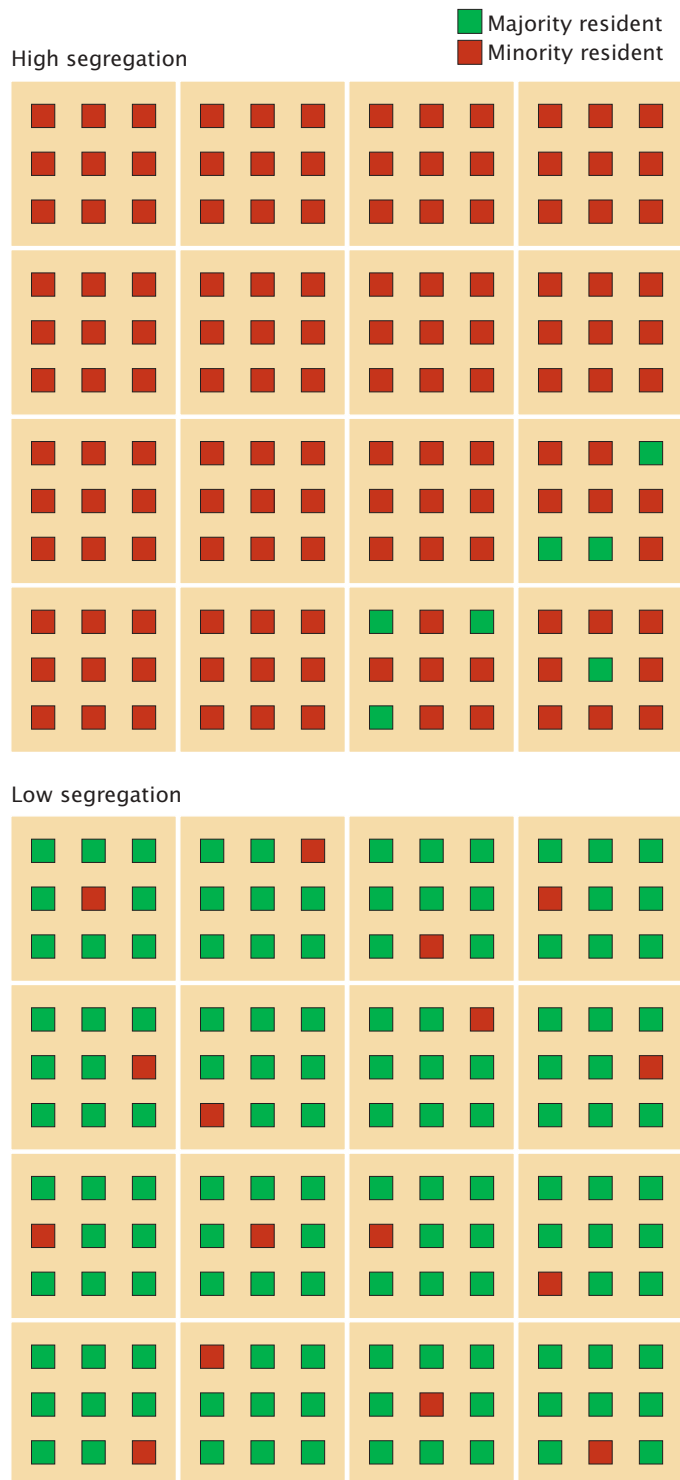 Majority resident
Minority resident
High segregation
Low segregation